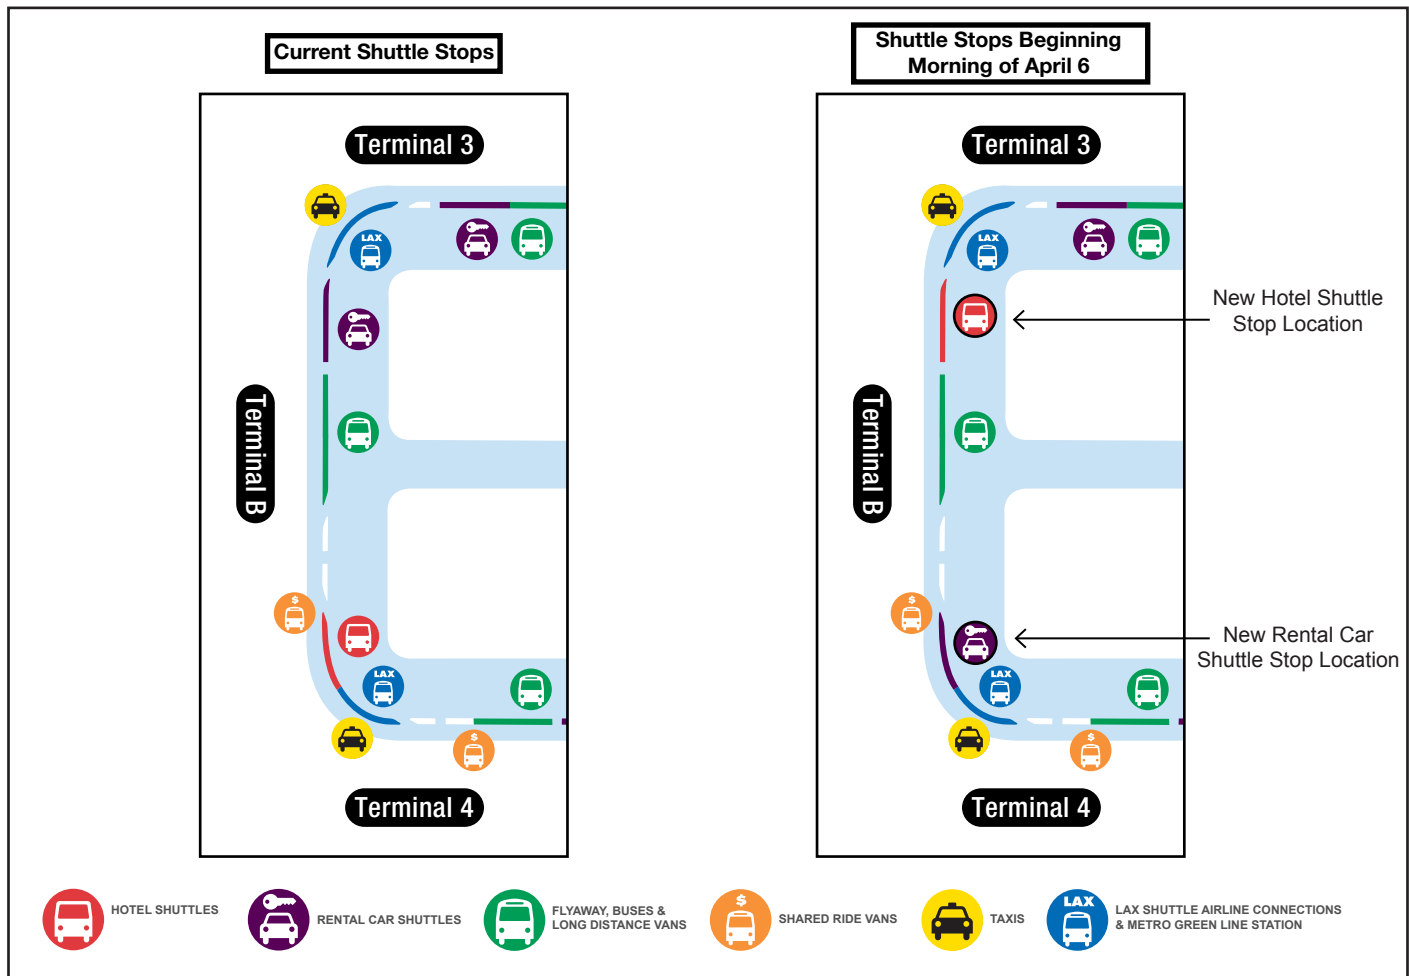 Current Shuttle Stops
Shuttle Stops Beginning
Morning of April 6
Terminal 3
LAX
Terminal B
$
LAX
$
Terminal 4
Terminal 3
LAX
New Hotel Shuttle
Stop Location
Terminal B
$
New Rental Car
Shuttle Stop Location
LAX
$
Terminal 4
HOTEL SHUTTLES
RENTAL CAR SHUTTLES
FLYAWAY, BUSES &
LONG DISTANCE VANS
$
SHARED RIDE VANS
TAXIS
LAX
LAX SHUTTLE AIRLINE CONNECTIONS
& METRO GREEN LINE STATION